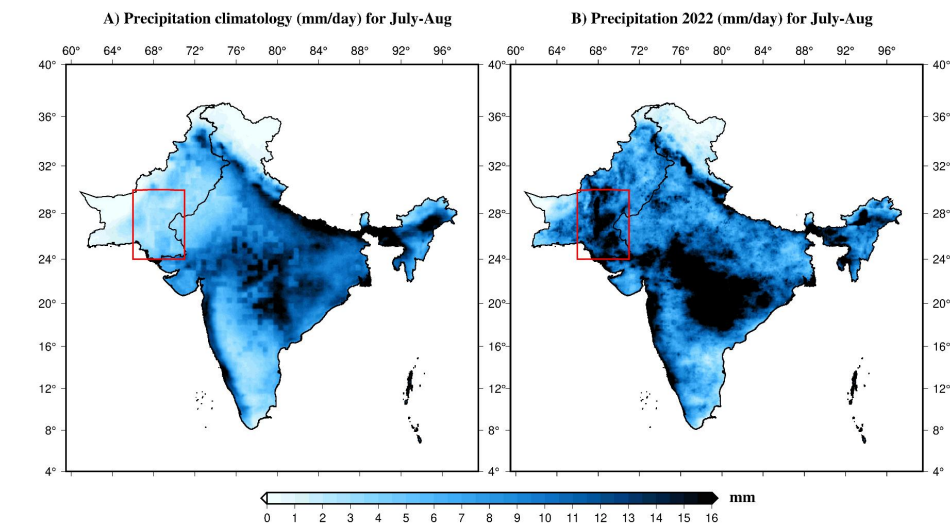 A) Precipitation climatology (mm/day) for July-Aug
B) Precipitation 2022 (mm/day) for July-Aug
60° 64° 68° 72° 76° 80° 84° 88° 92° 96°
60° 64° 68° 72° 76° 80° 84° 88° 92° 96°
40° 40° 40°
36° 36° 36°
32° 32° 32°
28° 28° 28°
24° 24° 24°
20° 20° 20°
16° 16° 16°
12° 12° 12°
8° 8° 8°
4° 4° 4°
mm
0 1 2 3 4 5 6 7 8 9 10 11 12 13 14 15 16